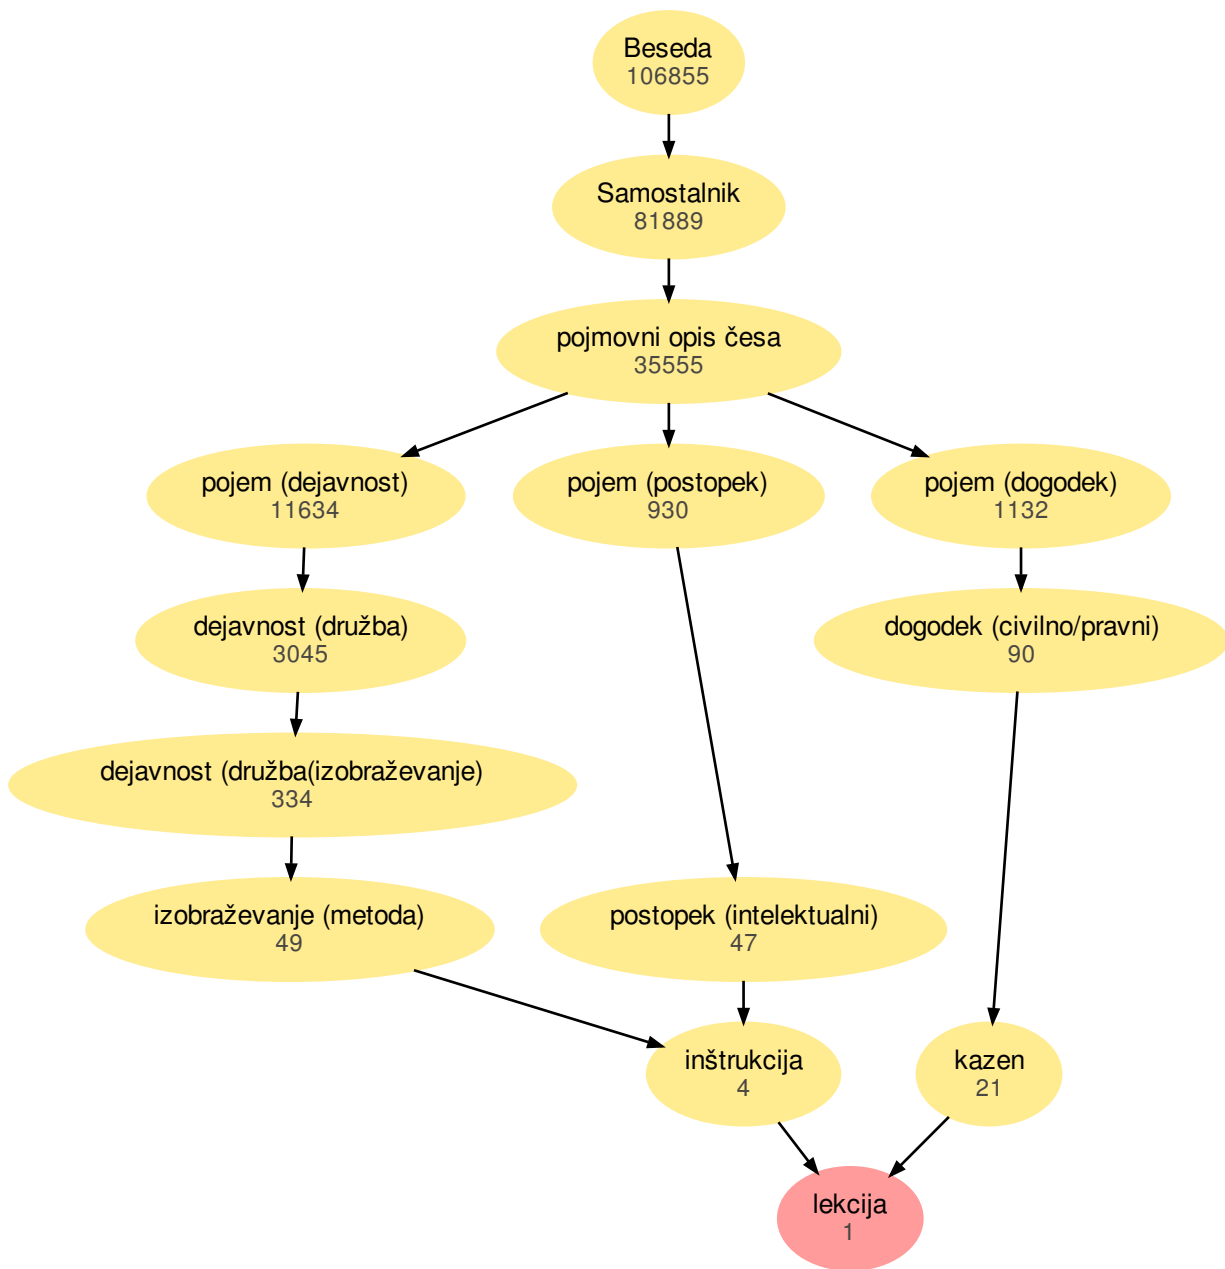 Beseda
106855
Samostalnik
81889
pojmovni opis česa
35555
pojem (dejavnost)
11634
pojem (postopek)
930
pojem (dogodek)
1132
dejavnost (družba)
3045
dogodek (civilno/pravni)
90
dejavnost (družba(izobraževanje)
334
izobraževanje (metoda)
49
postopek (intelektualni)
47
inštrukcija
4
kazen
21
lekcija
1